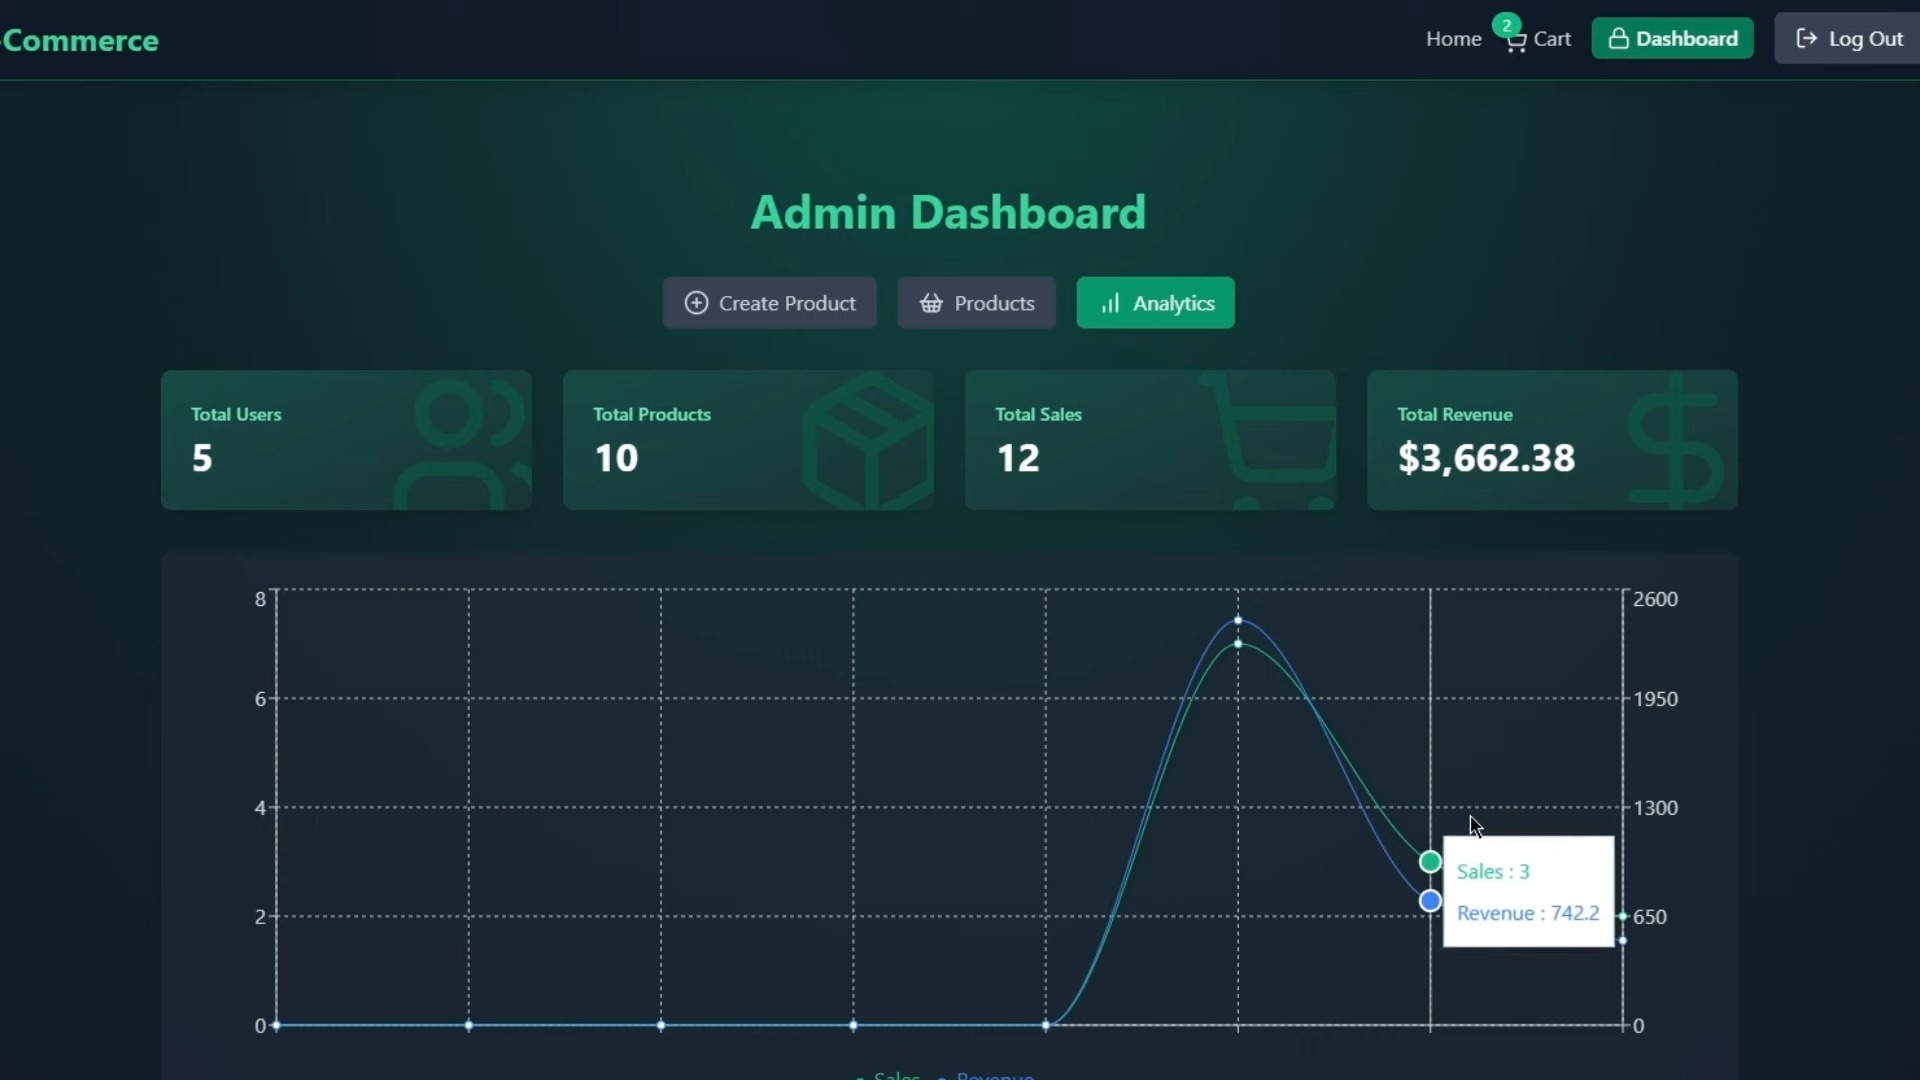 -Commerce
Home
2
Cart
Dashboard
Log Out
Admin Dashboard
Create Product
Products
Analytics
Total Users
5
Total Products
10
Total Sales
12
Total Revenue
$3,662.38
8
6
4
2
0
2600
1950
1300
650
0
Sales : 3
Revenue : 742.2
Sales
Revenue